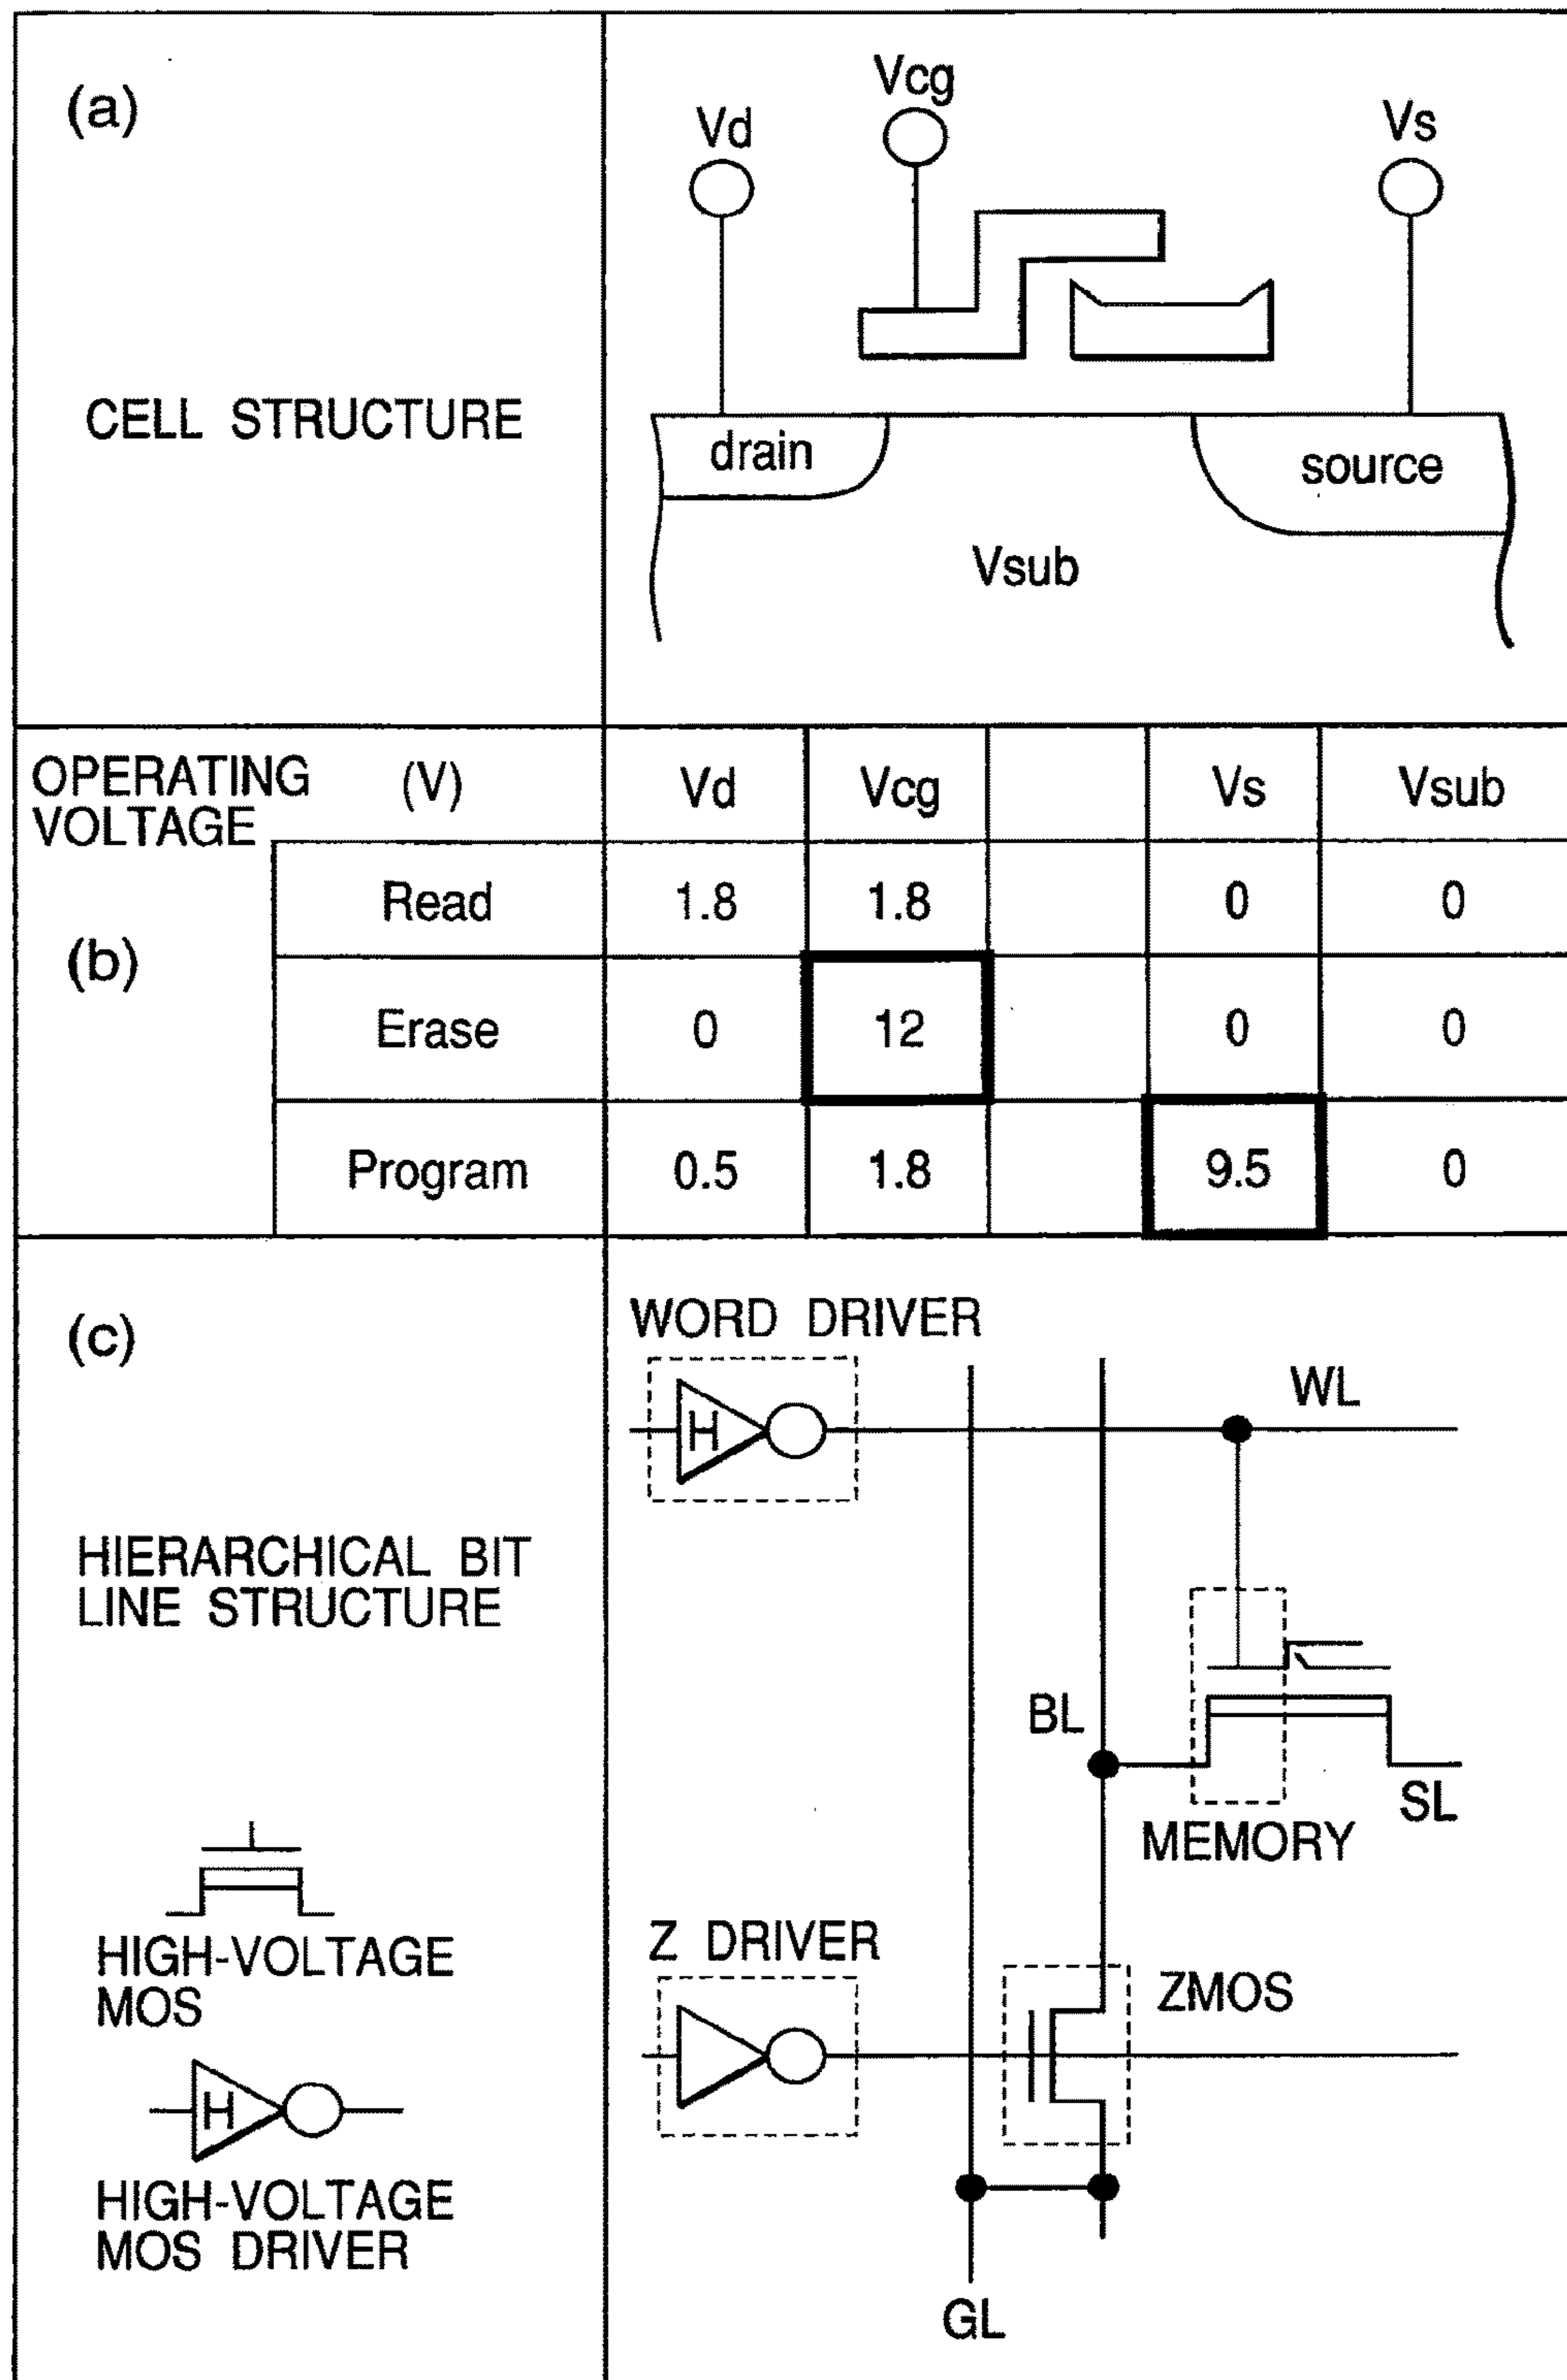 (a)
Vcg
Vd
Vs
CELL STRUCTURE
drain
source
Vsub
OPERATING (V) Vd Vcg Vs Vsub
VOLTAGE
Read 1.8 1.8 0 0
(b)
Erase 0 12 0 0
Program 0.5 1.8 9.5 0
(c)
WORD DRIVER
H
WL
HIERARCHICAL BIT
LINE STRUCTURE
BL
SL
MEMORY
HIGH-VOLTAGE
MOS
Z DRIVER
ZMOS
H
HIGH-VOLTAGE
MOS DRIVER
GL